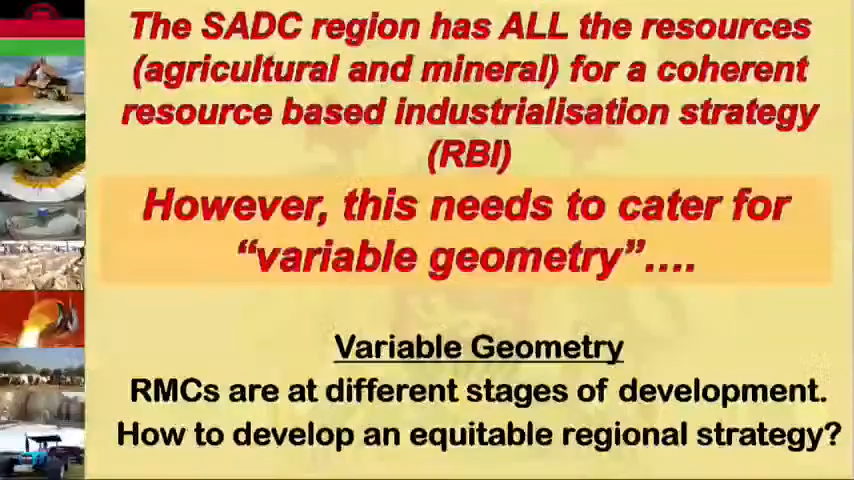 The SADC region has ALL the resources
(agricultural and mineral) for a coherent
resource based industrialisation strategy
(RBI)
However, this needs to cater for
“variable geometry”....
Variable Geometry
RMCs are at different stages of development.
How to develop an equitable regional strategy?